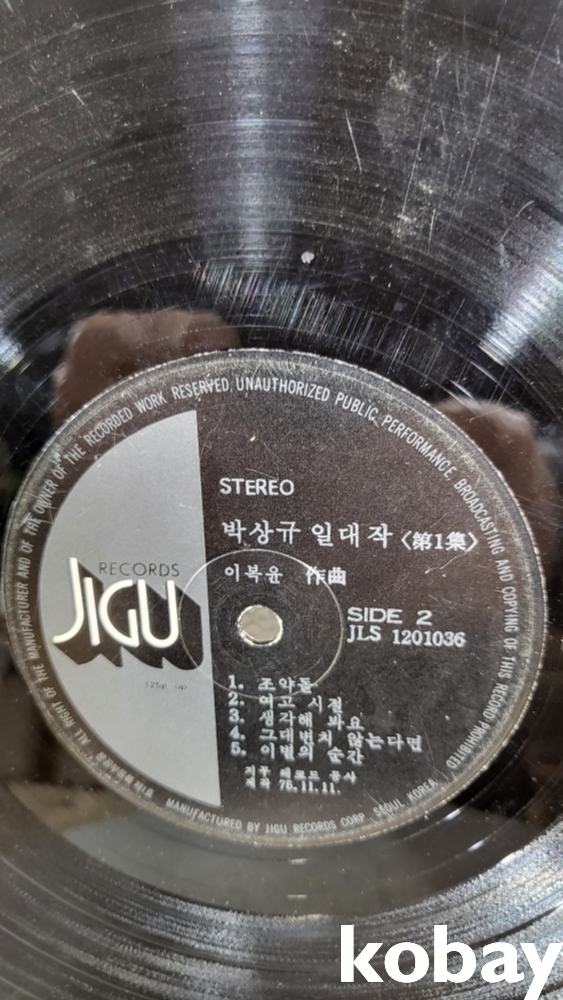 ALL RIGHT OF THE MANUFACTURER AND OF THE OWNER OF THE RECORDED WORK RESERVED. UNAUTHORIZED PUBLIC PERFORMANCE BROADCASTING AND COPYING OF THIS RECORD PROHIBITED
STEREO
박상규 일대작 〈第1集〉
이복윤 作曲
RECORDS
JIGU
SIDE 2
JLS 1201036
1. 조약돌
2. 여고 시절
3. 생각해 봐요
4. 그대변치 않는다면
5. 이별의 순간
지구 레코드 공사
제작 75.11.11.
MANUFACTURED BY JIGU RECORDS CORP. SEOUL KOREA
kobay